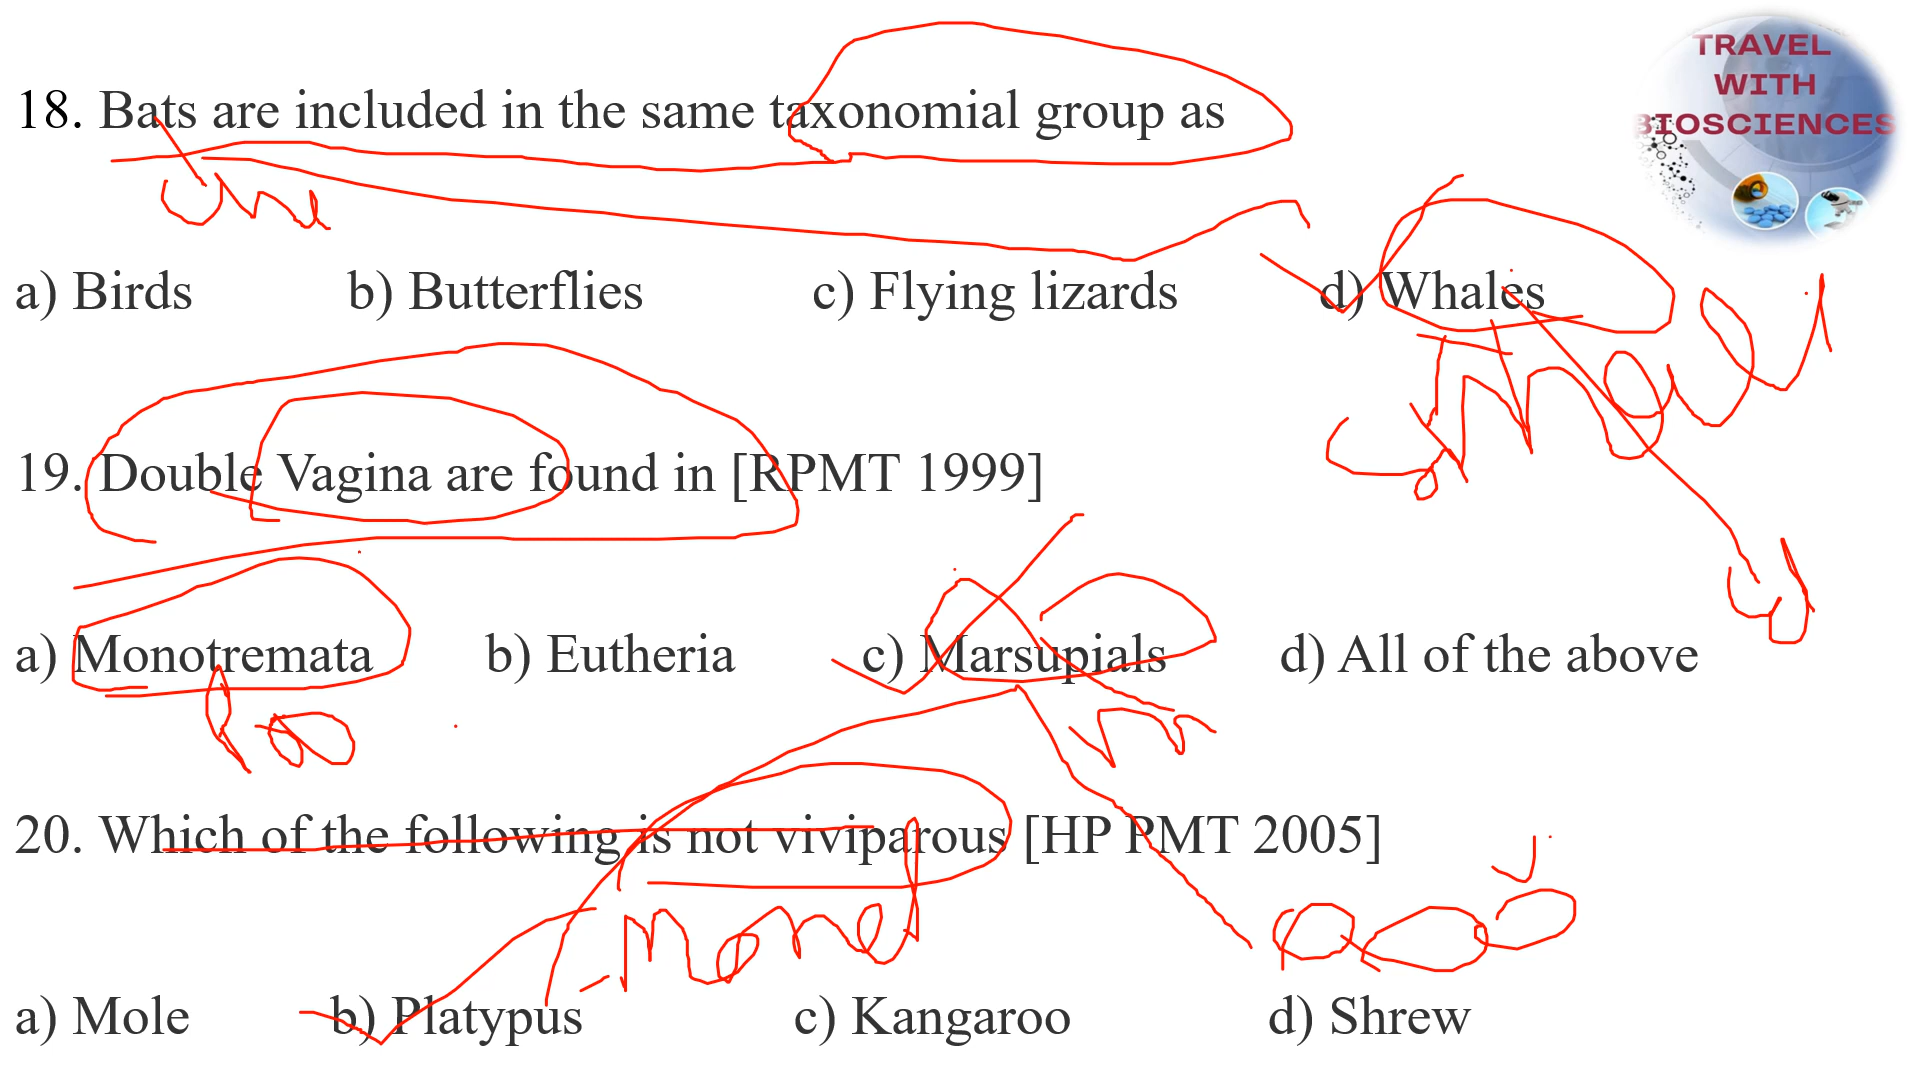 TRAVEL
WITH
BIOSCIENCES
18. Bats are included in the same taxonomial group as
a) Birds b) Butterflies c) Flying lizards d) Whales
19. Double Vagina are found in [RPMT 1999]
a) Monotremata b) Eutheria c) Marsupials d) All of the above
20. Which of the following is not viviparous [HP PMT 2005]
a) Mole b) Platypus c) Kangaroo d) Shrew